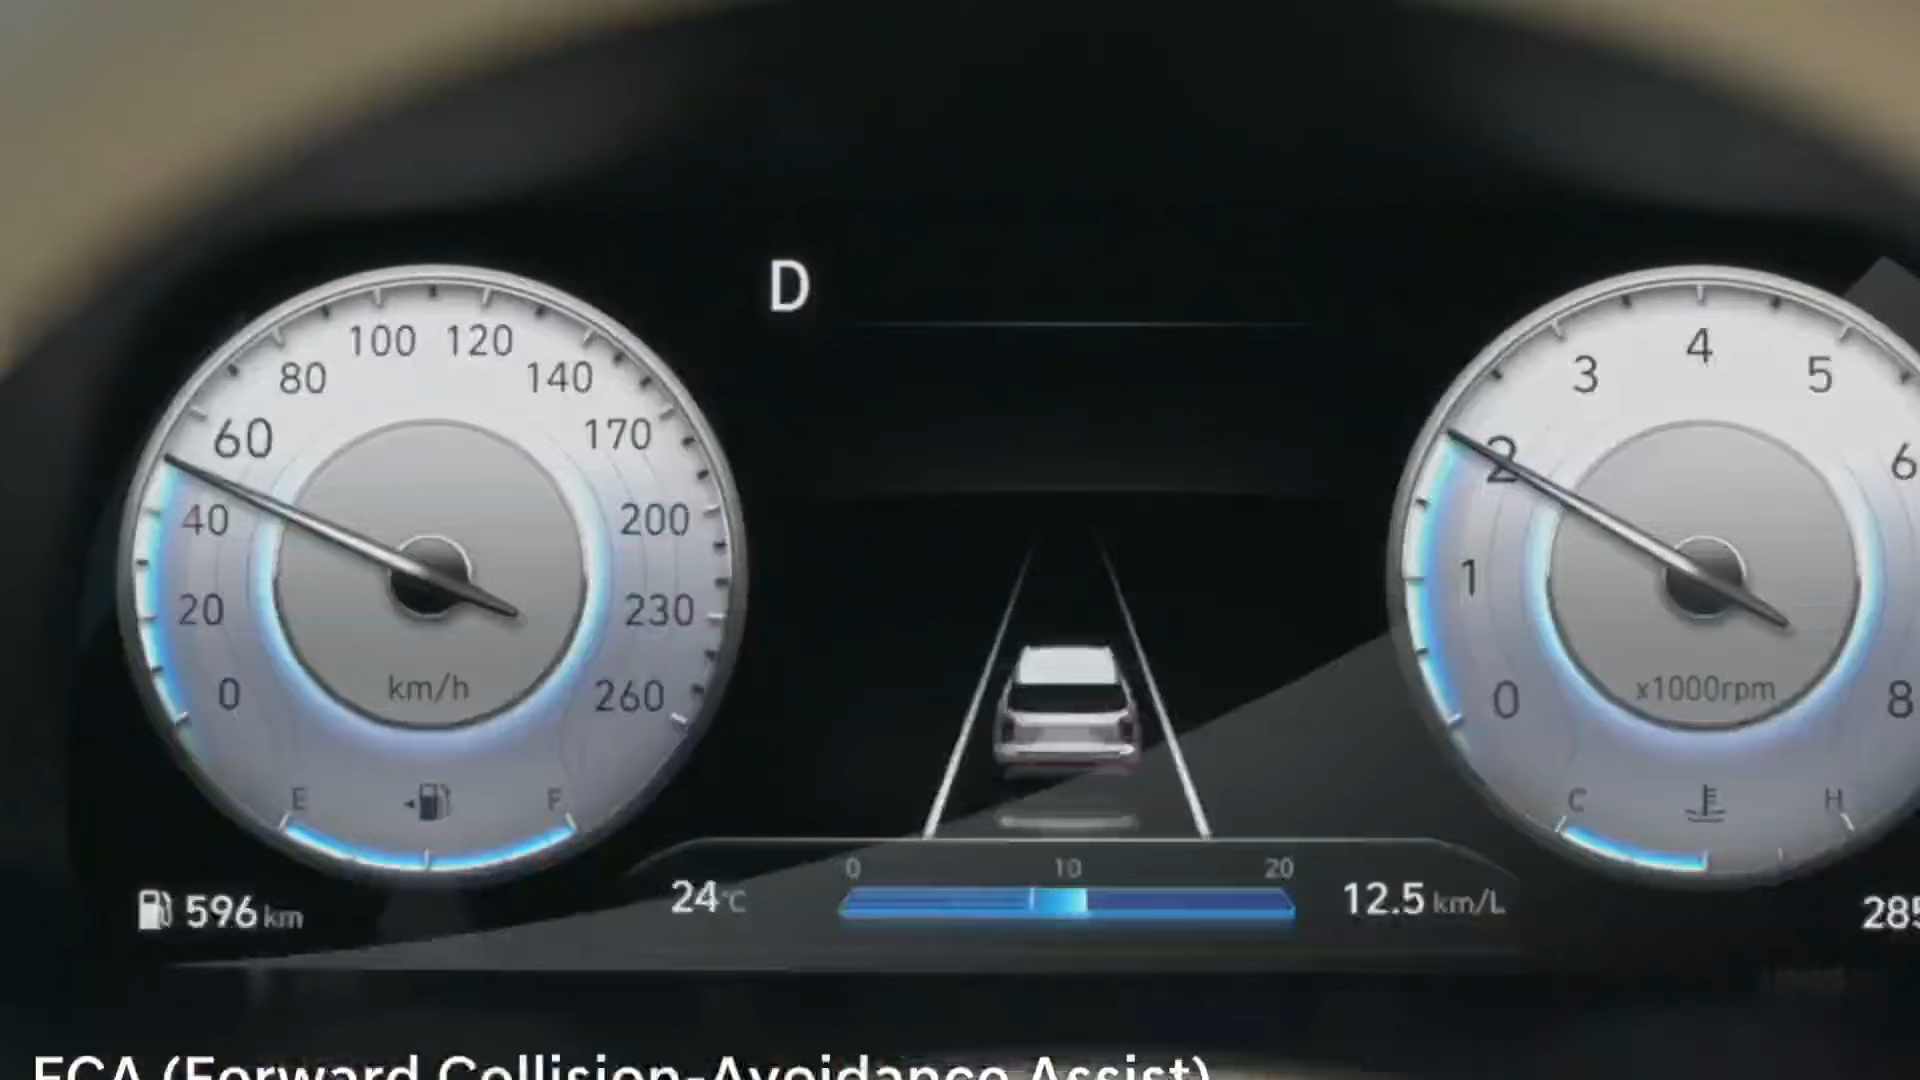 D
100 120
80 140
60 170
40 200
20 230
0 260
km/h
E F
596 km
4
3 5
2 6
1
0 8
x1000rpm
C H
0 10 20
24°C
12.5 km/L
285
FCA (Forward Collision-Avoidance Assist)